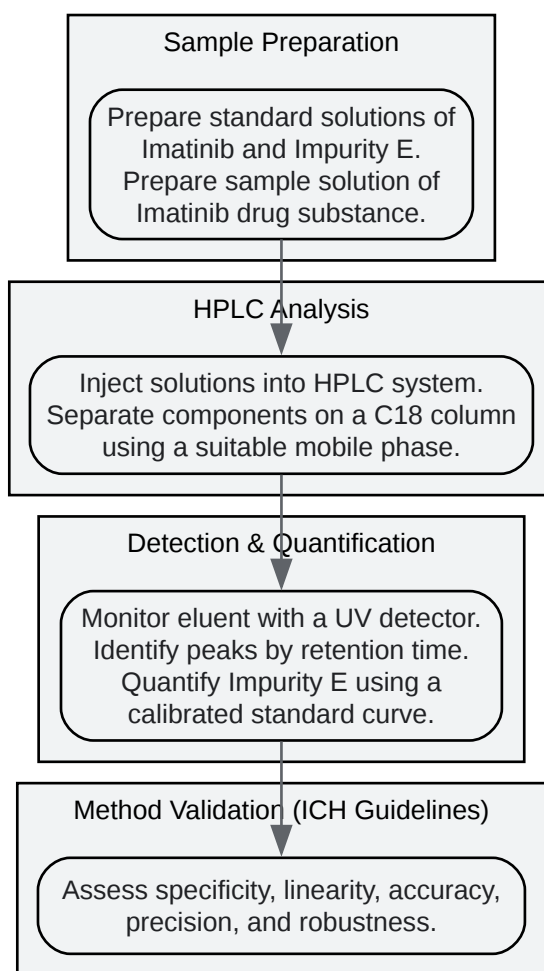 Sample Preparation
Prepare standard solutions of
Imatinib and Impurity E.
Prepare sample solution of
Imatinib drug substance.
HPLC Analysis
Inject solutions into HPLC system.
Separate components on a C18 column
using a suitable mobile phase.
Detection & Quantification
Monitor eluent with a UV detector.
Identify peaks by retention time.
Quantify Impurity E using a
calibrated standard curve.
Method Validation (ICH Guidelines)
Assess specificity, linearity, accuracy,
precision, and robustness.